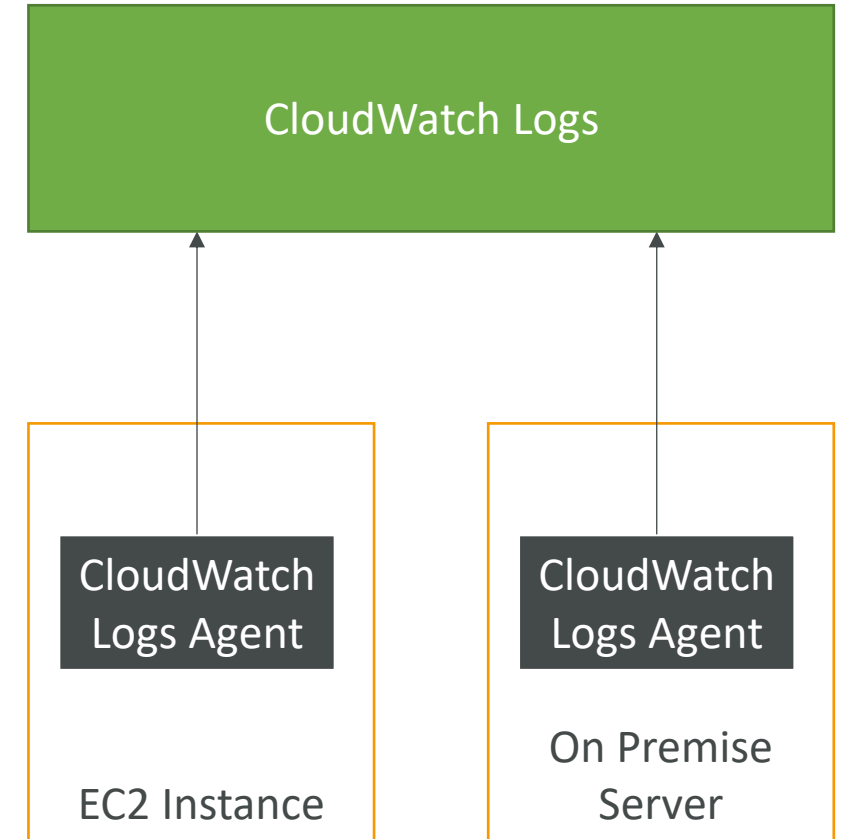 CloudWatch Logs
CloudWatch
Logs Agent
EC2 Instance
CloudWatch
Logs Agent
On Premise
Server